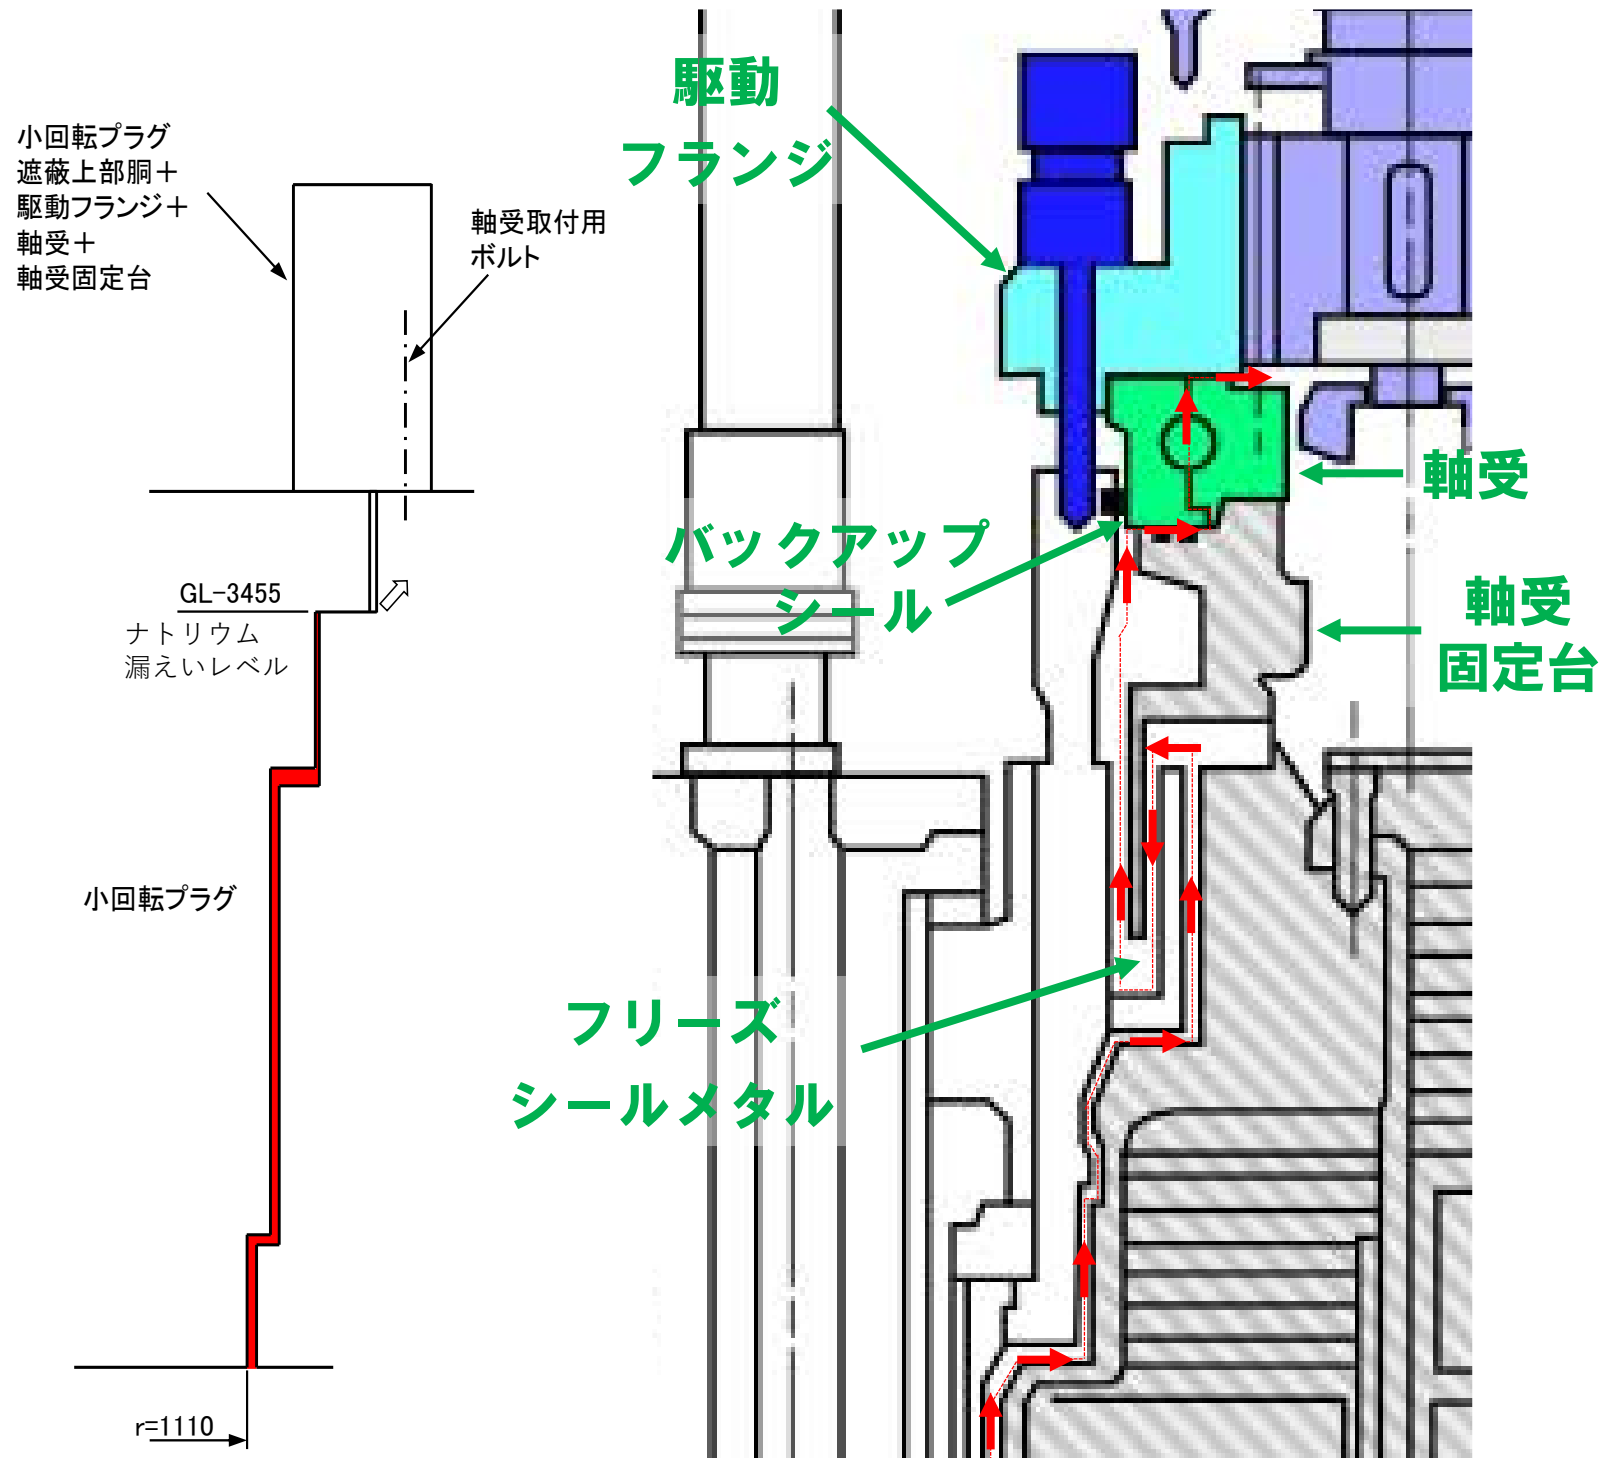 小回転プラグ
遮蔽上部胴＋
駆動フランジ＋
軸受＋
軸受固定台
軸受取付用
ボルト
GL-3455
ナトリウム
漏えいレベル
小回転プラグ
r=1110
駆動
フランジ
軸受
バックアップ
シール
軸受
固定台
フリーズ
シールメタル